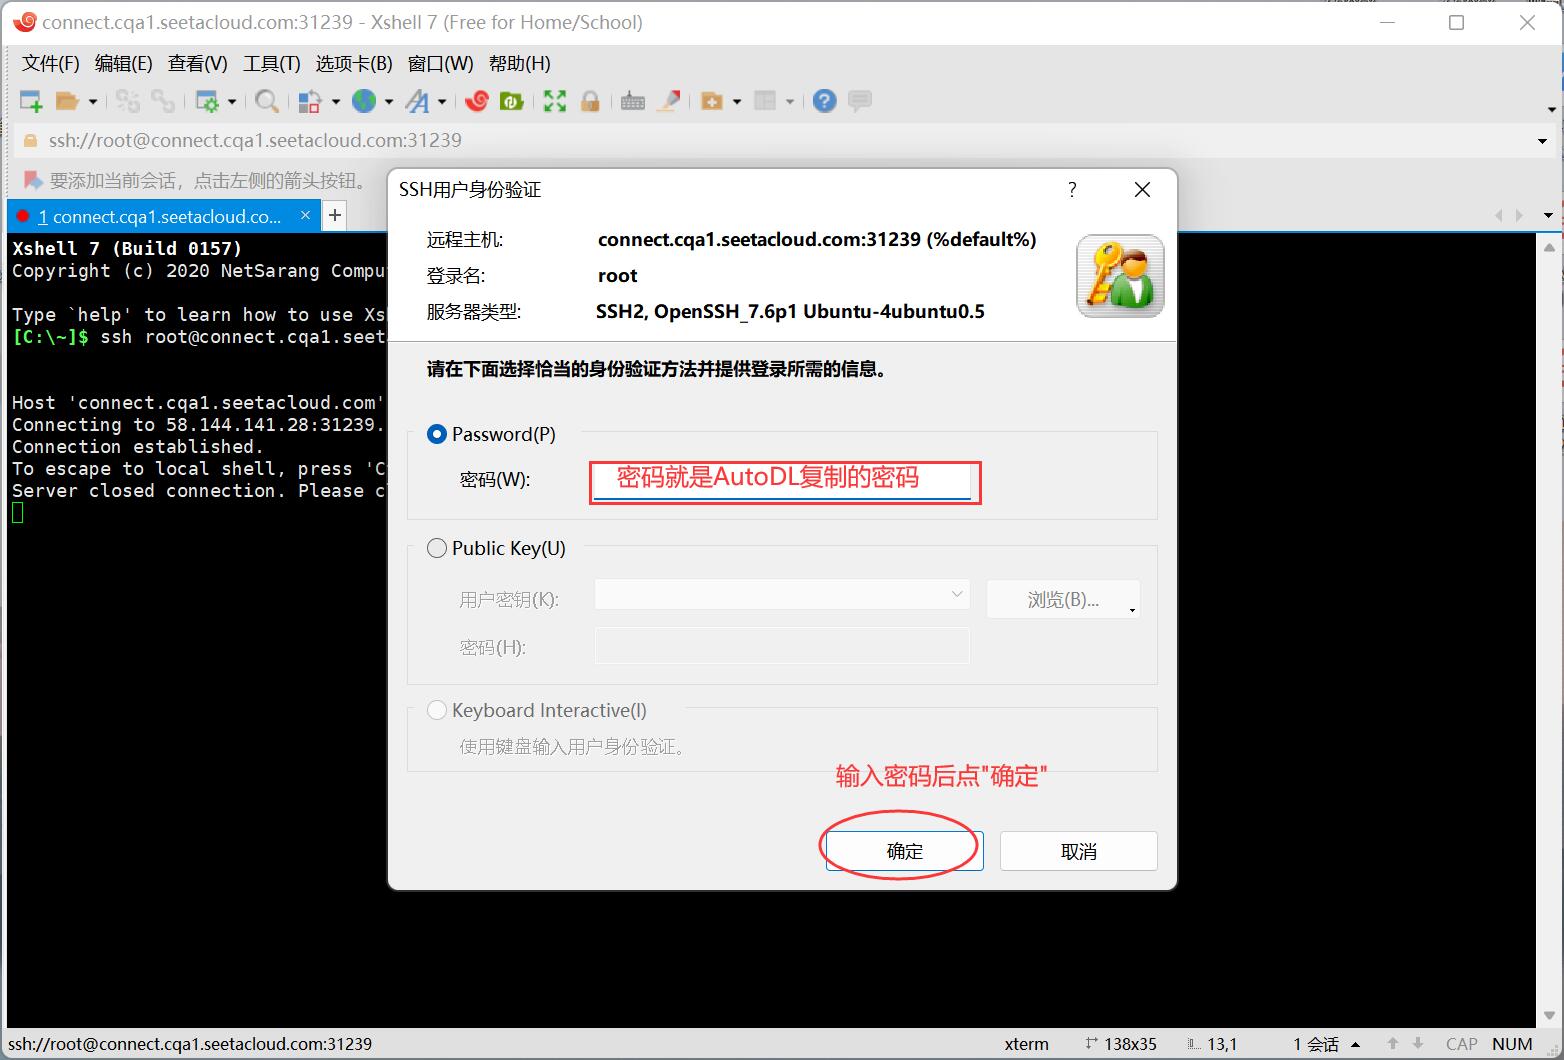 connect.cqa1.seetacloud.com:31239 - Xshell 7 (Free for Home/School)
文件(F) 编辑(E) 查看(V) 工具(T) 选项卡(B) 窗口(W) 帮助(H)
ssh://root@connect.cqa1.seetacloud.com:31239
要添加当前会话，点击左侧的箭头按钮。
1 connect.cqa1.seetacloud.co... × +
Xshell 7 (Build 0157)
Copyright (c) 2020 NetSarang Compu
Type `help' to learn how to use Xs
[C:\~]$ ssh root@connect.cqa1.seet
Host 'connect.cqa1.seetacloud.com'
Connecting to 58.144.141.28:31239.
Connection established.
To escape to local shell, press 'C
Server closed connection. Please c
SSH用户身份验证 ?
远程主机: connect.cqa1.seetacloud.com:31239 (%default%)
登录名: root
服务器类型: SSH2, OpenSSH_7.6p1 Ubuntu-4ubuntu0.5
请在下面选择恰当的身份验证方法并提供登录所需的信息。
Password(P)
密码(W): 密码就是AutoDL复制的密码
Public Key(U)
用户密钥(K): 浏览(B)...
密码(H):
Keyboard Interactive(I)
使用键盘输入用户身份验证。
输入密码后点"确定"
确定 取消
ssh://root@connect.cqa1.seetacloud.com:31239 xterm 138x35 13,1 1 会话 CAP NUM